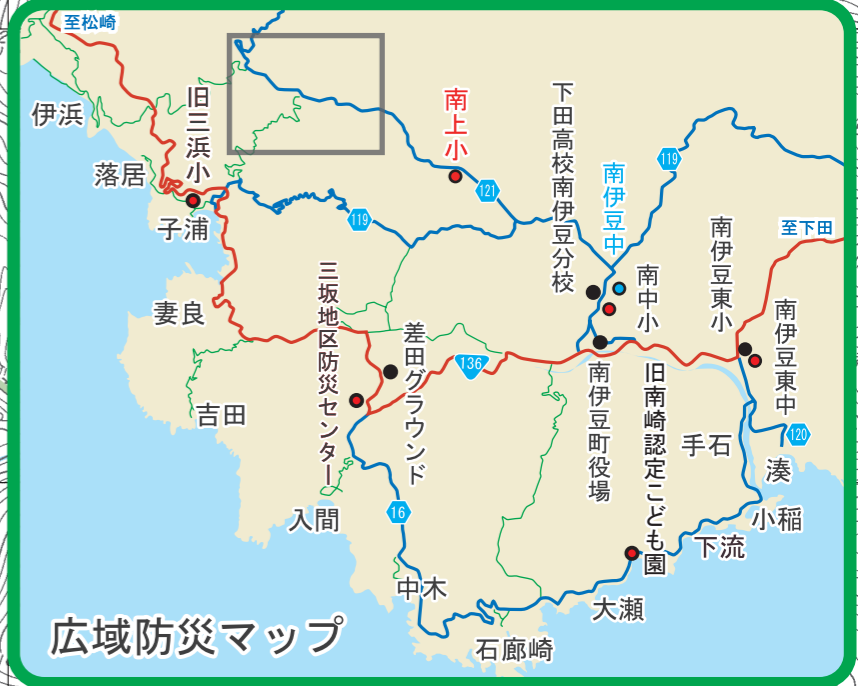 至松崎
伊浜
旧三浜小
落居
子浦
南上小
121
119
下田高校南伊豆分校
南伊豆中
119
南伊豆東小
至下田
妻良
三坂地区防災センター
差田グラウンド
136
南中小
南伊豆東中
吉田
南伊豆町役場
旧南崎認定こども園
手石
120
湊
入間
16
小稲
下流
中木
大瀬
石廊崎
広域防災マップ